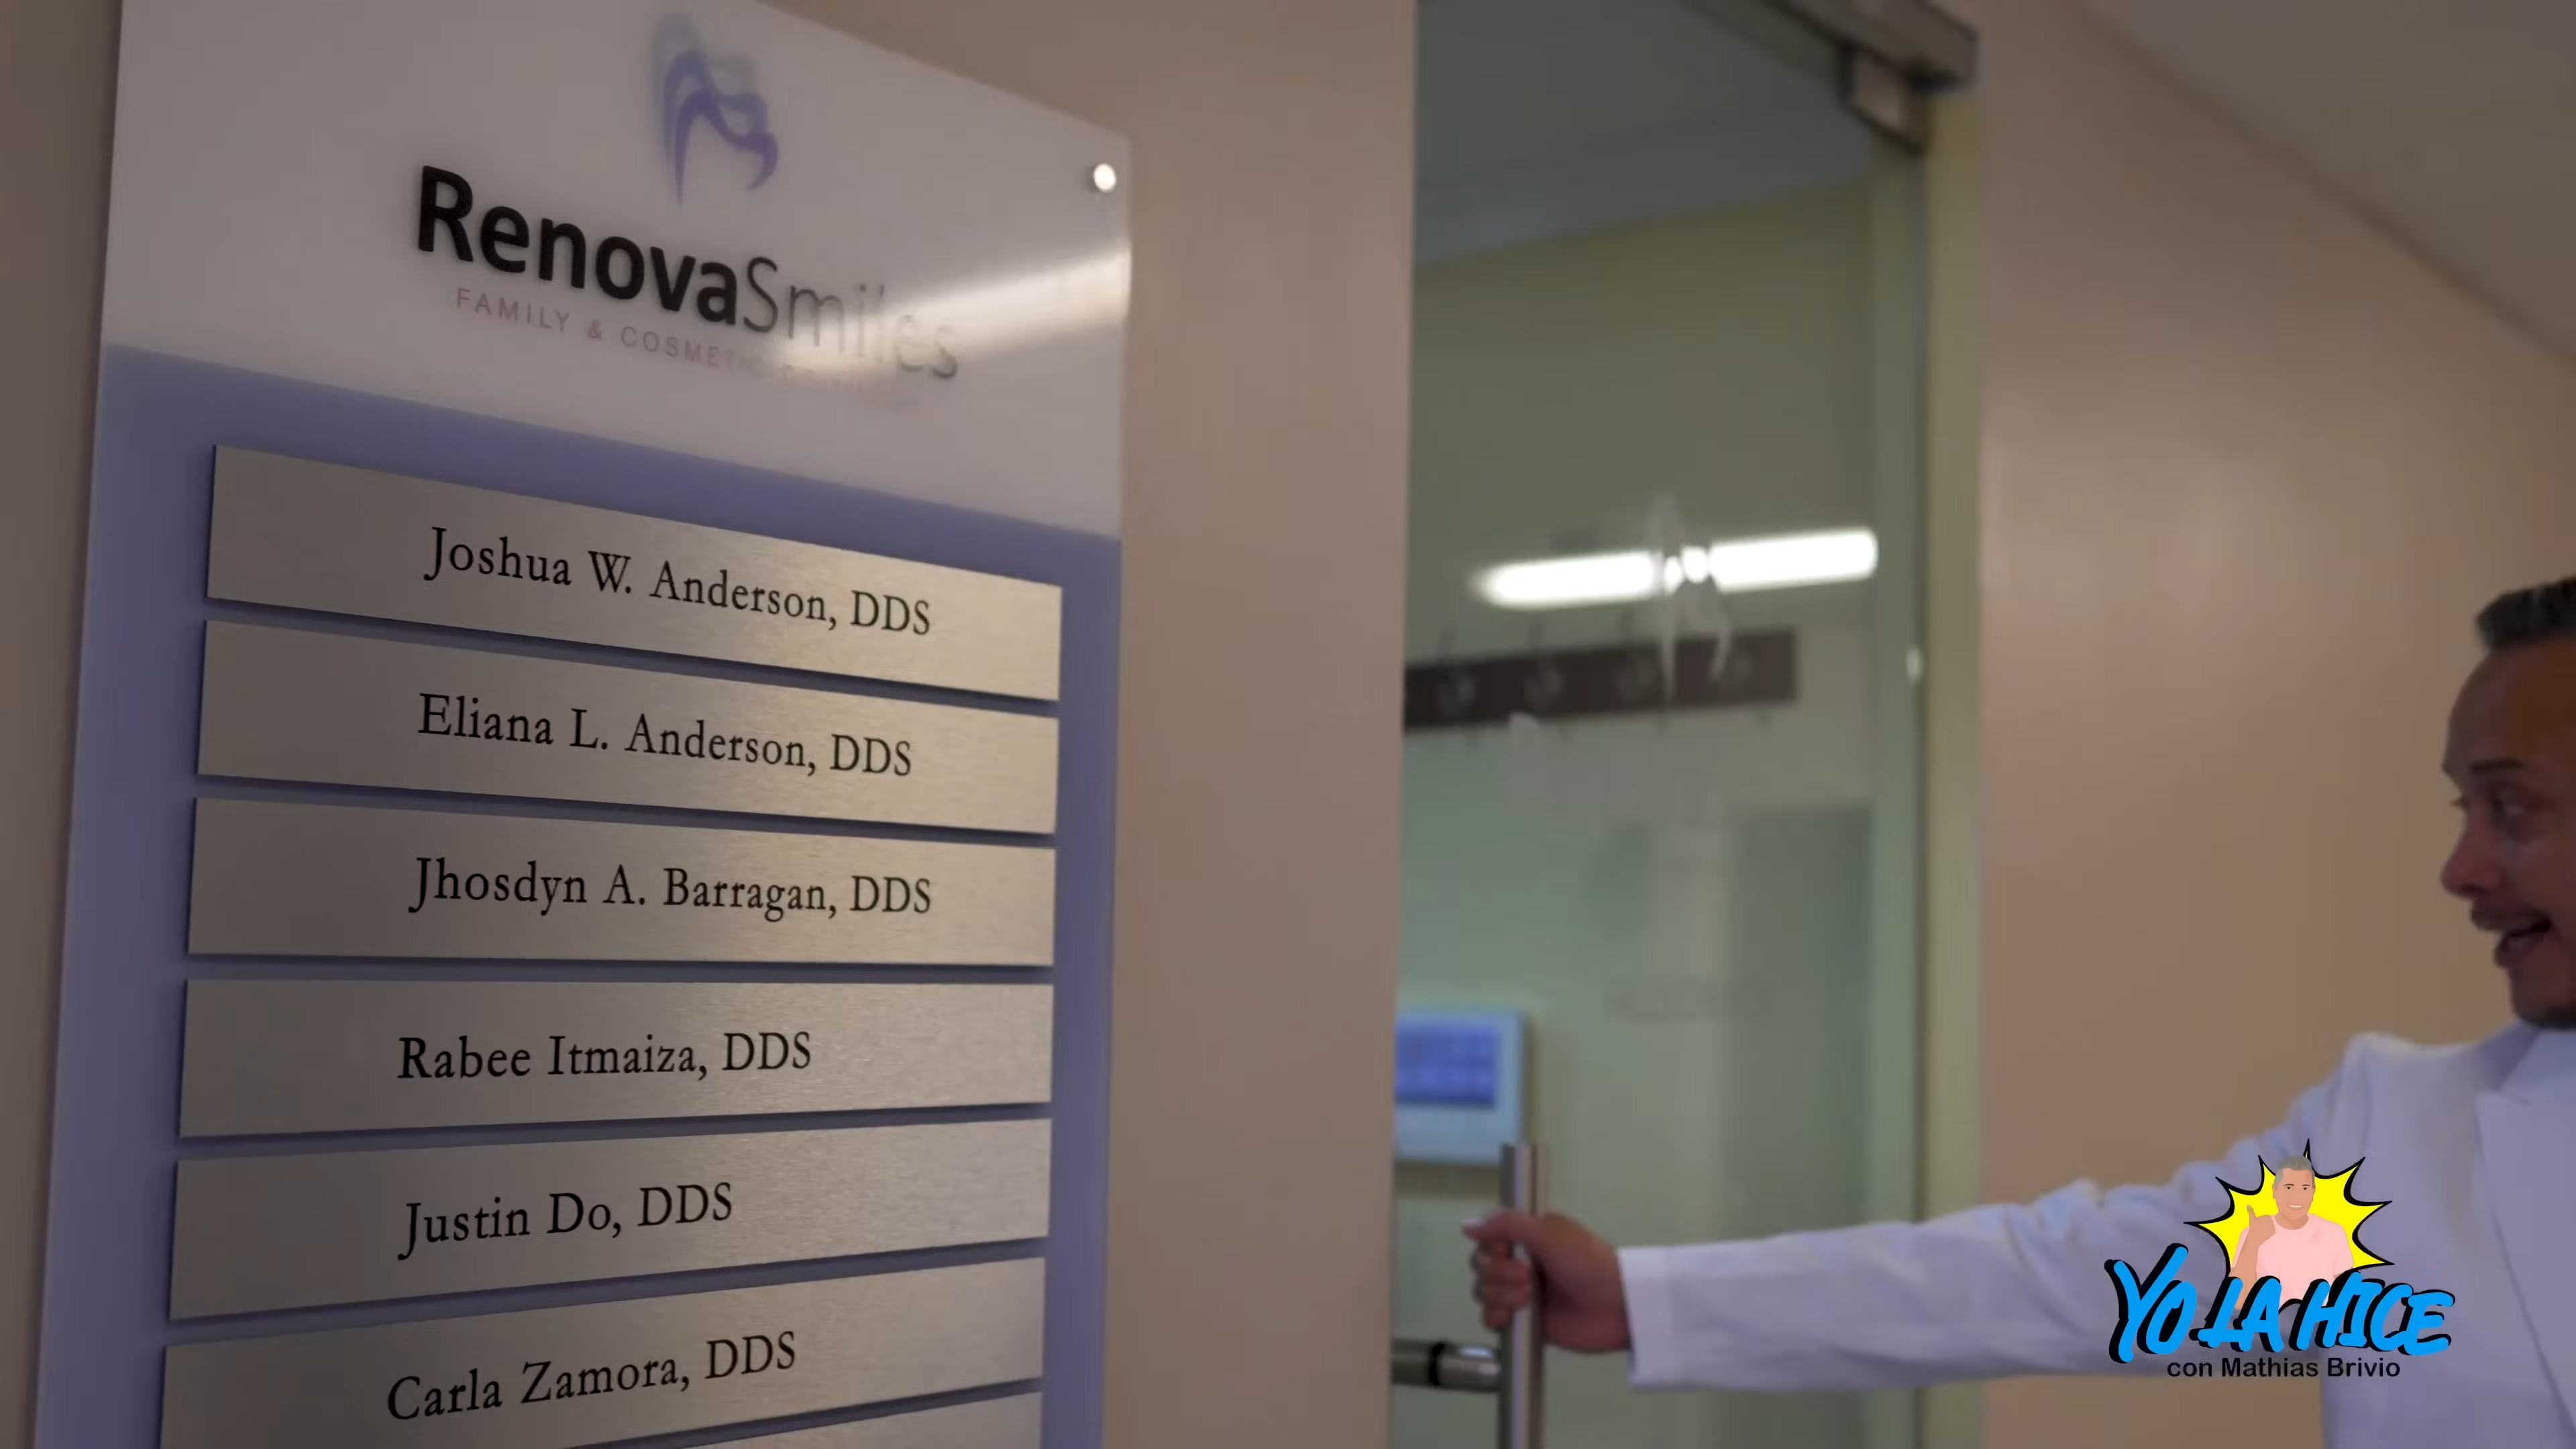 RenovaSmiles
FAMILY & COSMETIC
Joshua W. Anderson, DDS
Eliana L. Anderson, DDS
Jhosdyn A. Barragan, DDS
Rabee Itmaiza, DDS
Justin Do, DDS
Carla Zamora, DDS
YO LA HICE
con Mathias Brivio